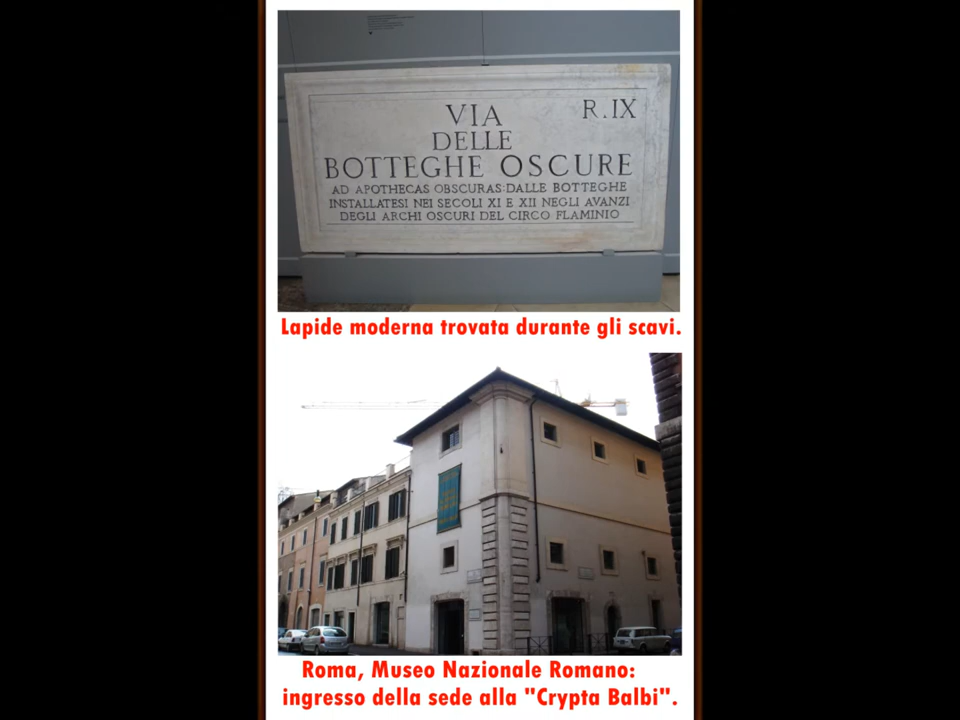 VIA R.IX
DELLE
BOTTEGHE OSCURE
AD APOTHECAS OBSCURAS:DALLE BOTTEGHE
INSTALLATESI NEI SECOLI XI E XII NEGLI AVANZI
DEGLI ARCHI OSCURI DEL CIRCO FLAMINIO
Lapide moderna trovata durante gli scavi.
Roma, Museo Nazionale Romano:
ingresso della sede alla "Crypta Balbi".